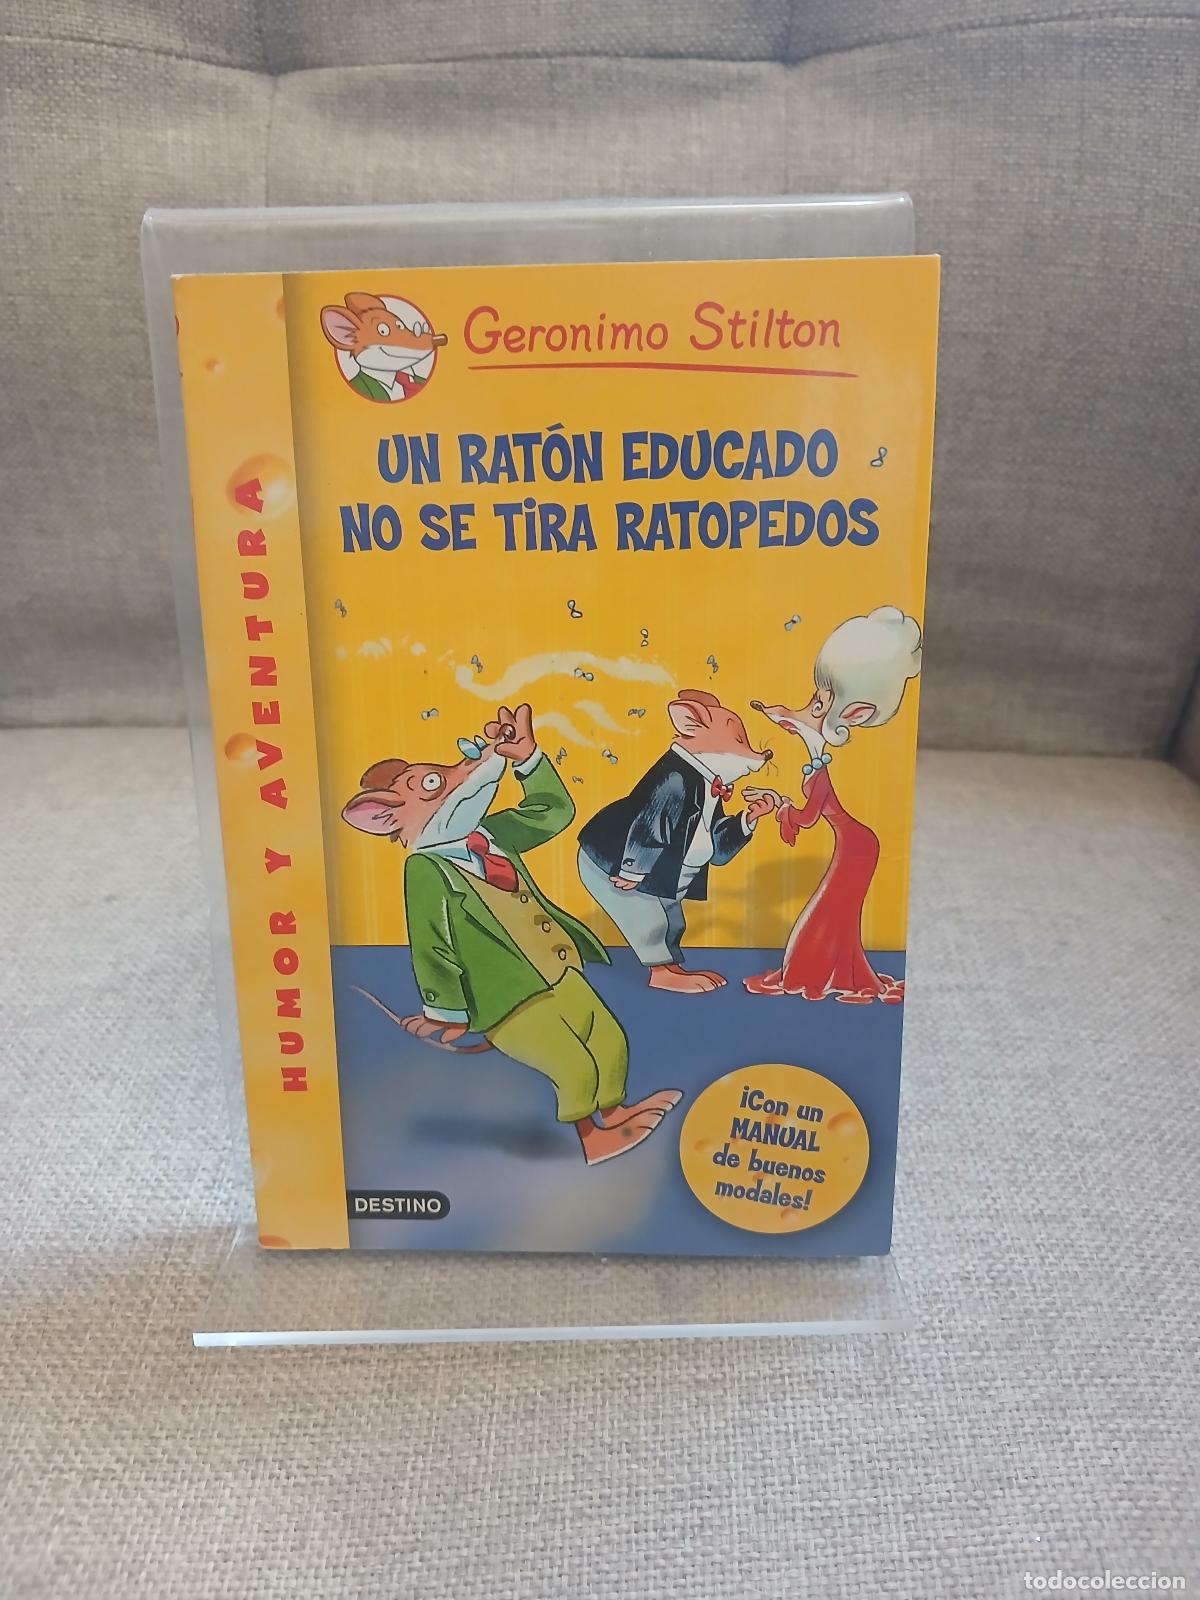 Geronimo Stilton
UN RATÓN EDUCADO
NO SE TIRA RATOPEDOS
HUMOR Y AVENTURA
¡Con un
MANUAL
de buenos
modales!
DESTINO
todocoleccion